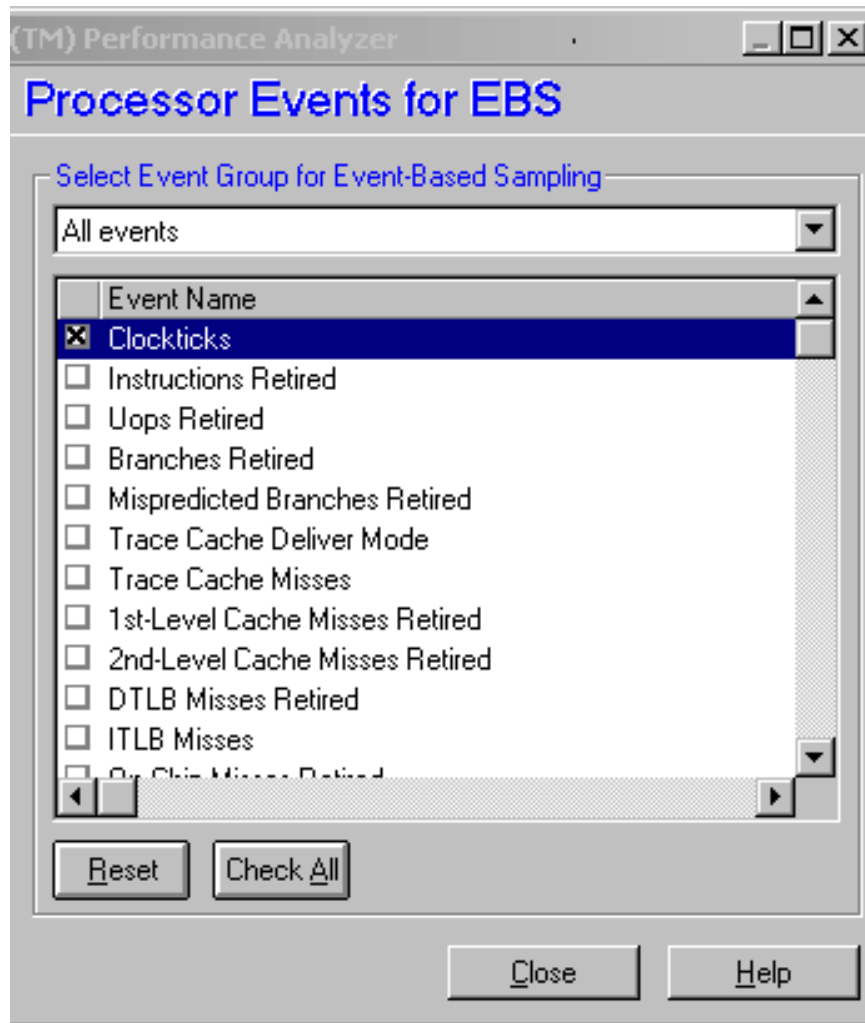 (TM) Performance Analyzer
Processor Events for EBS
Select Event Group for Event-Based Sampling
All events
Event Name
Clockticks
Instructions Retired
Uops Retired
Branches Retired
Mispredicted Branches Retired
Trace Cache Deliver Mode
Trace Cache Misses
1st-Level Cache Misses Retired
2nd-Level Cache Misses Retired
DTLB Misses Retired
ITLB Misses
Reset Check All
Close Help